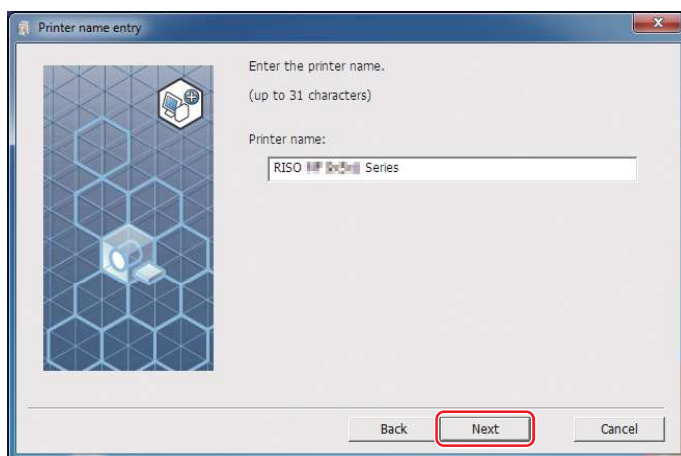 Printer name entry
Enter the printer name.
(up to 31 characters)
Printer name:
RISO Series
Back Next Cancel